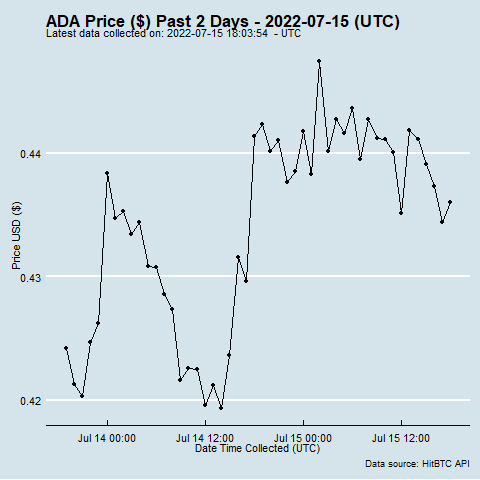 ADA Price ($) Past 2 Days - 2022-07-15 (UTC)
Latest data collected on: 2022-07-15 18:03:54 - UTC
Price USD ($)
0.44
0.43
0.42
Jul 14 00:00 Jul 14 12:00 Jul 15 00:00 Jul 15 12:00
Date Time Collected (UTC)
Data source: HitBTC API